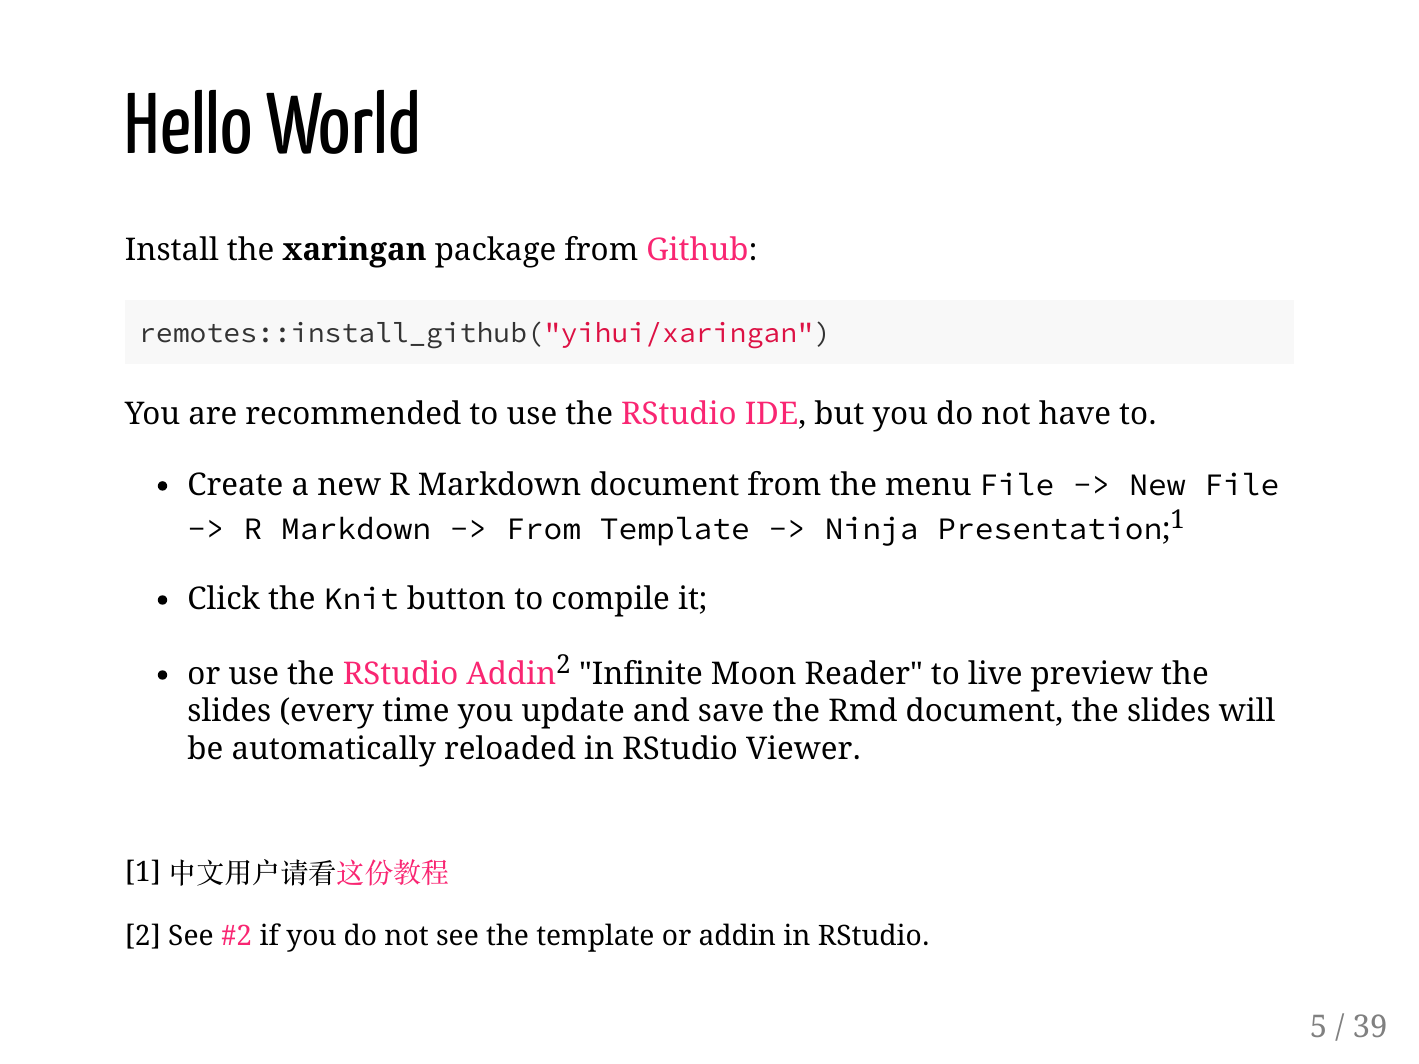 Hello World
Install the xaringan package from Github:
remotes::install_github("yihui/xaringan")
You are recommended to use the RStudio IDE, but you do not have to.
• Create a new R Markdown document from the menu File -> New File
-> R Markdown -> From Template -> Ninja Presentation;1
• Click the Knit button to compile it;
• or use the RStudio Addin2 "Infinite Moon Reader" to live preview the
slides (every time you update and save the Rmd document, the slides will
be automatically reloaded in RStudio Viewer.
[1] 中文用户请看这份教程
[2] See #2 if you do not see the template or addin in RStudio.
5 / 39